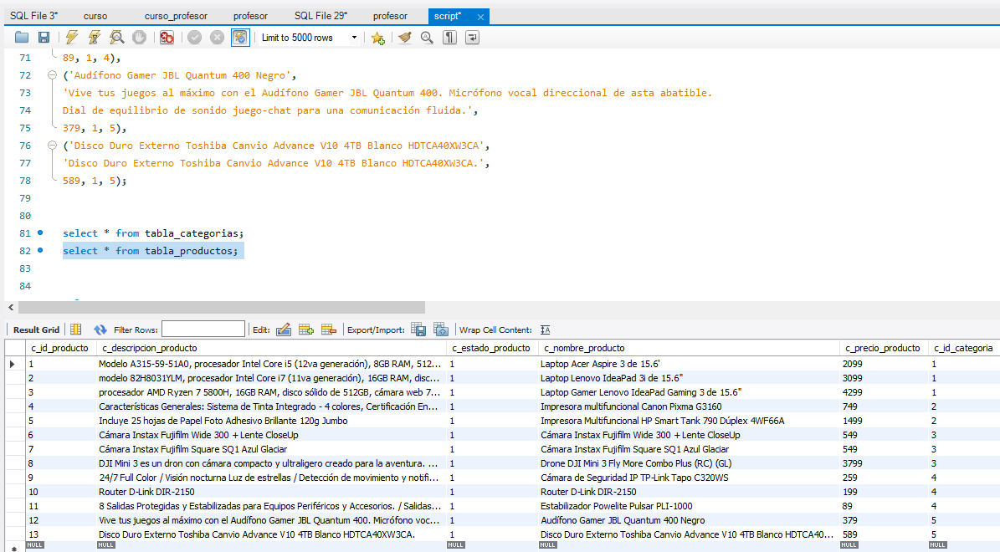 SQL File 3* curso curso_profesor profesor SQL File 29* profesor script*
Limit to 5000 rows
71 89, 1, 4),
72 ('Audífono Gamer JBL Quantum 400 Negro',
73 'Vive tus juegos al máximo con el Audífono Gamer JBL Quantum 400. Micrófono vocal direccional de asta abatible.
74 Dial de equilibrio de sonido juego-chat para una comunicación fluida.',
75 379, 1, 5),
76 ('Disco Duro Externo Toshiba Canvio Advance V10 4TB Blanco HDTCA40XW3CA',
77 'Disco Duro Externo Toshiba Canvio Advance V10 4TB Blanco HDTCA40XW3CA.',
78 589, 1, 5);
79
80
81 select * from tabla_categorias;
82 select * from tabla_productos;
83
84
Result Grid Filter Rows: Edit: Export/Import: Wrap Cell Content:
c_id_producto c_descripcion_producto c_estado_producto c_nombre_producto c_precio_producto c_id_categoria
1 Modelo A315-59-51A0, procesador Intel Core i5 (12va generación), 8GB RAM, 512... 1 Laptop Acer Aspire 3 de 15.6' 2099 1
2 modelo 82H8031YLM, procesador Intel Core i7 (11va generación), 16GB RAM, disc... 1 Laptop Lenovo IdeaPad 3i de 15.6" 3099 1
3 procesador AMD Ryzen 7 5800H, 16GB RAM, disco sólido de 512GB, cámara web 7... 1 Laptop Gamer Lenovo IdeaPad Gaming 3 de 15.6" 4299 1
4 Características Generales: Sistema de Tinta Integrado - 4 colores, Certificación En... 1 Impresora multifuncional Canon Pixma G3160 749 2
5 Incluye 25 hojas de Papel Foto Adhesivo Brillante 120g Jumbo 1 Impresora Multifuncional HP Smart Tank 790 Dúplex 4WF66A 1499 2
6 Cámara Instax Fujifilm Wide 300 + Lente CloseUp 1 Cámara Instax Fujifilm Wide 300 + Lente CloseUp 549 3
7 Cámara Instax Fujifilm Square SQ1 Azul Glaciar 1 Cámara Instax Fujifilm Square SQ1 Azul Glaciar 549 3
8 DJI Mini 3 es un dron con cámara compacto y ultraligero creado para la aventura. ... 1 Drone DJI Mini 3 Fly More Combo Plus (RC) (GL) 3799 3
9 24/7 Full Color / Visión nocturna Luz de estrellas / Detección de movimiento y notifi... 1 Cámara de Seguridad IP TP-Link Tapo C320WS 259 4
10 Router D-Link DIR-2150 1 Router D-Link DIR-2150 199 4
11 8 Salidas Protegidas y Estabilizadas para Equipos Periféricos y Accesorios. / Salidas... 1 Estabilizador Powelite Pulsar PLI-1000 89 4
12 Vive tus juegos al máximo con el Audífono Gamer JBL Quantum 400. Micrófono voc... 1 Audífono Gamer JBL Quantum 400 Negro 379 5
13 Disco Duro Externo Toshiba Canvio Advance V10 4TB Blanco HDTCA40XW3CA. 1 Disco Duro Externo Toshiba Canvio Advance V10 4TB Blanco HDTCA40... 589 5
NULL NULL NULL NULL NULL NULL